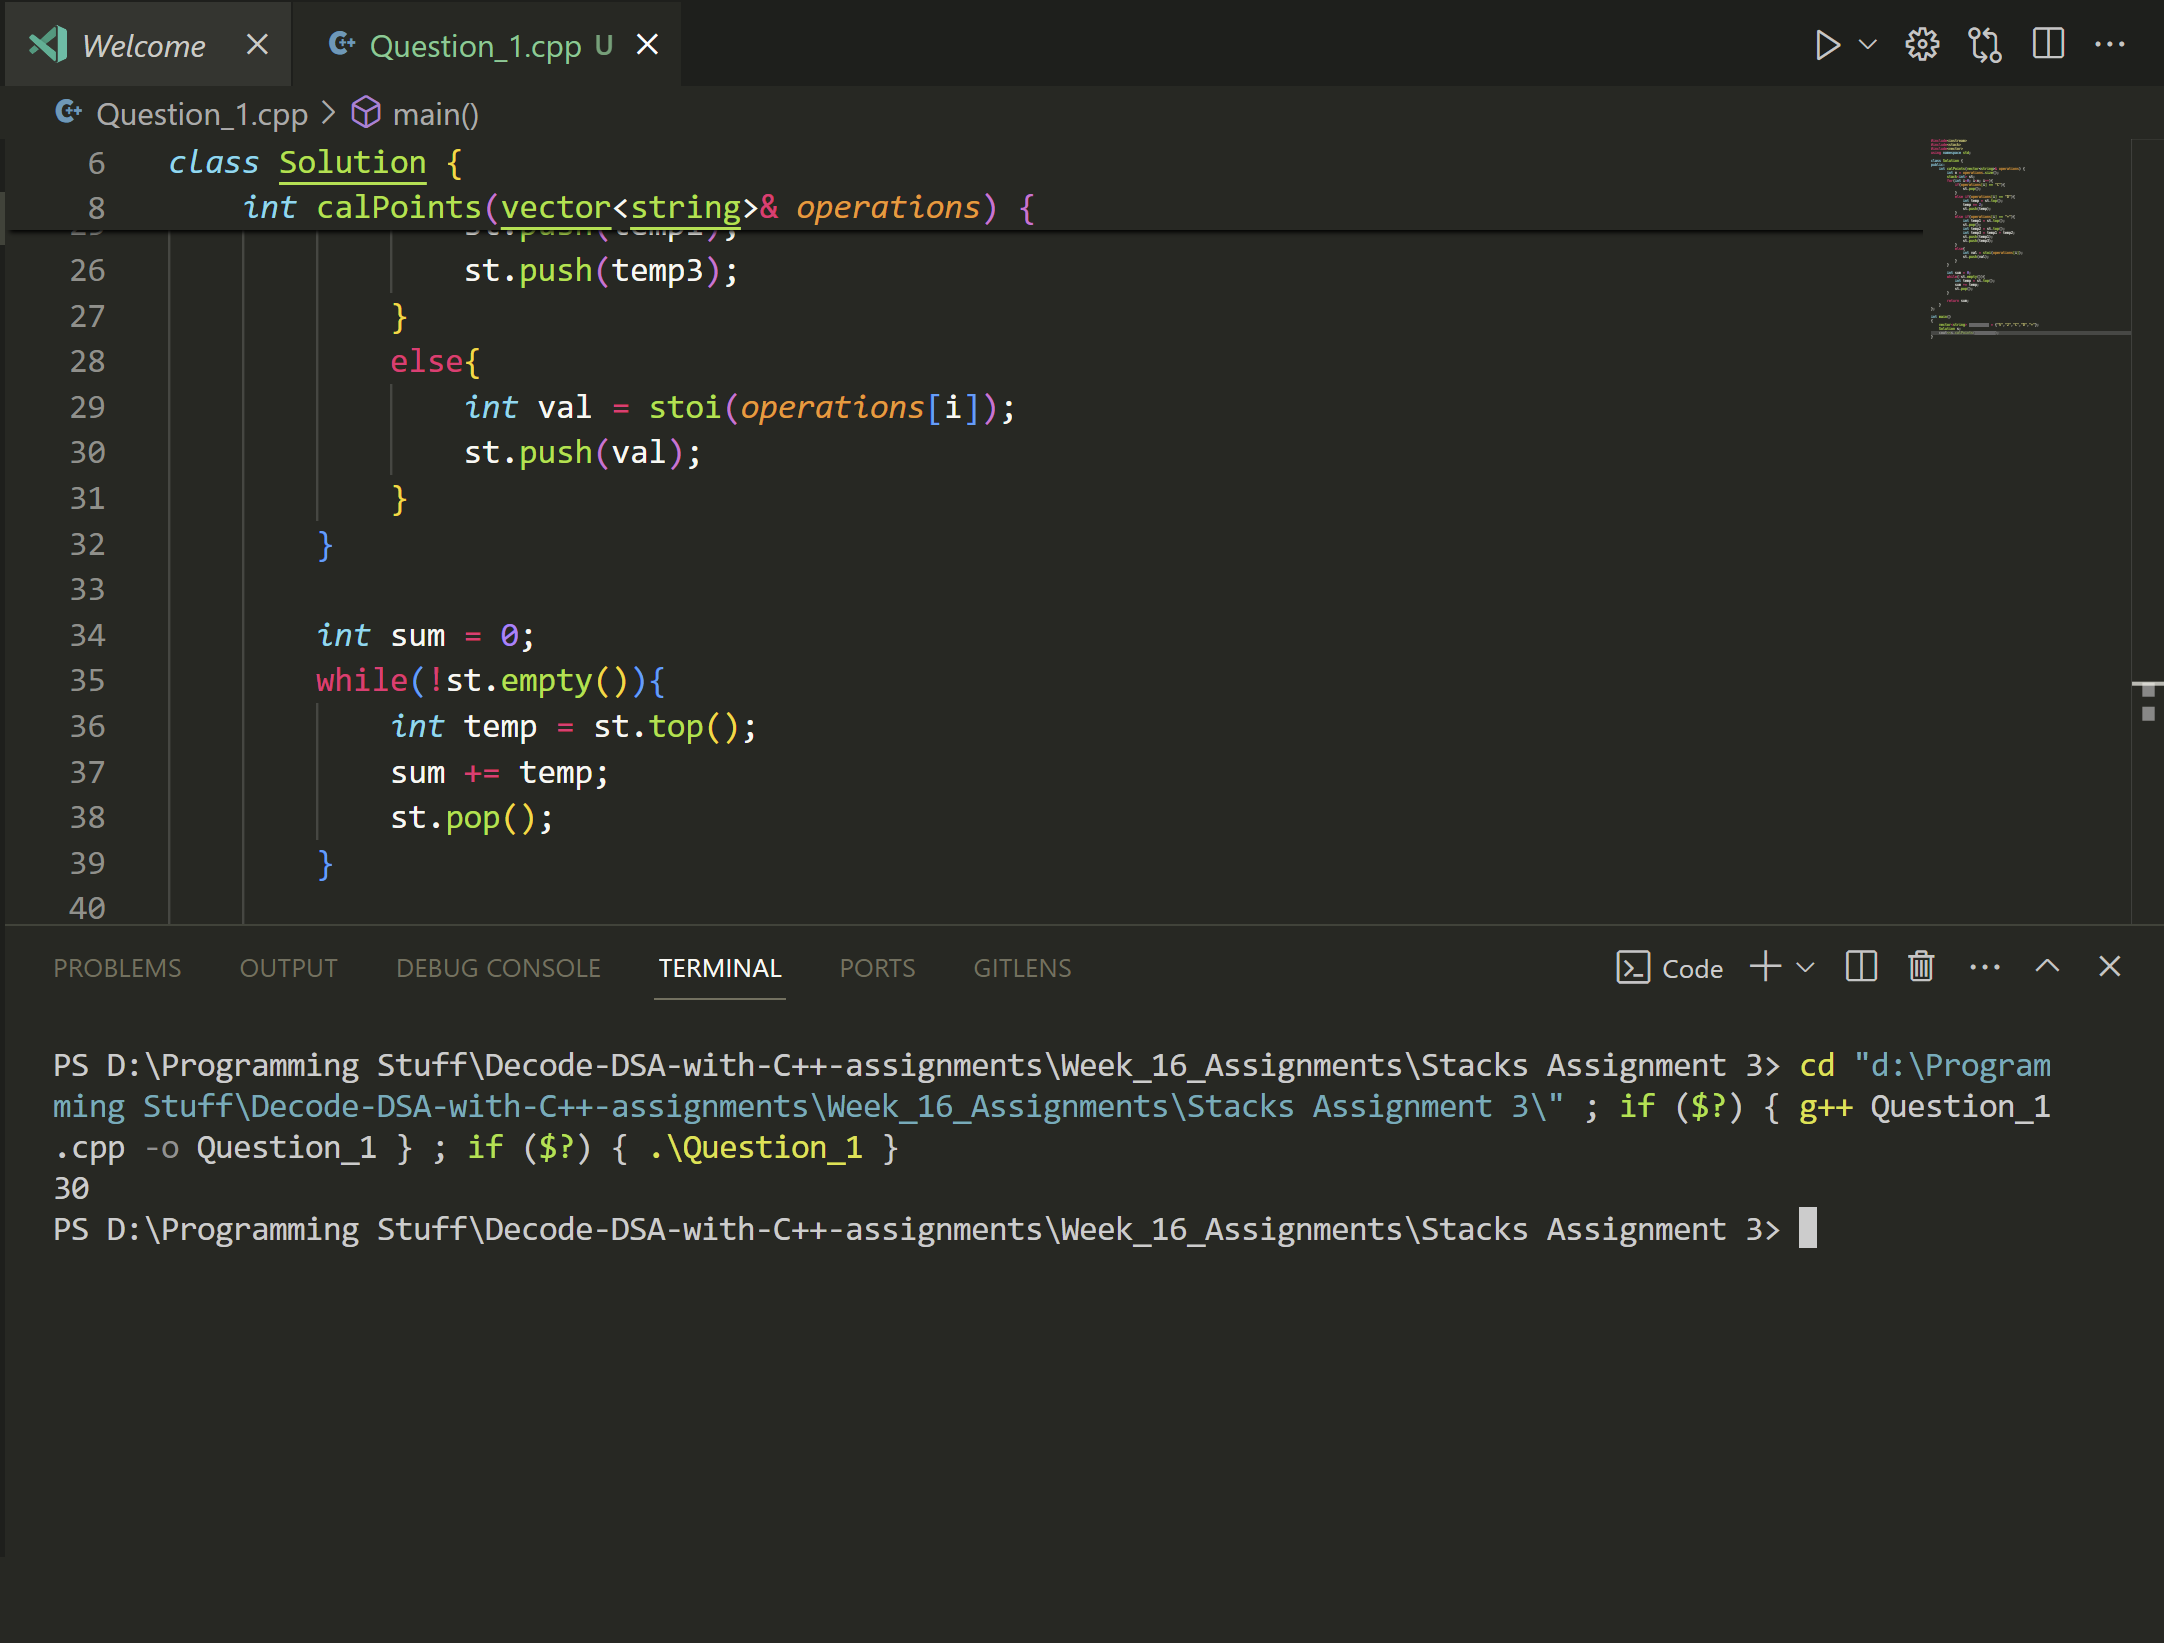 Welcome
Question_1.cpp U
Question_1.cpp > main()
6 class Solution {
8 int calPoints(vector<string>& operations) {
26 st.push(temp3);
27 }
28 else{
29 int val = stoi(operations[i]);
30 st.push(val);
31 }
32 }
33
34 int sum = 0;
35 while(!st.empty()){
36 int temp = st.top();
37 sum += temp;
38 st.pop();
39 }
40
PROBLEMS OUTPUT DEBUG CONSOLE TERMINAL PORTS GITLENS Code
PS D:\Programming Stuff\Decode-DSA-with-C++-assignments\Week_16_Assignments\Stacks Assignment 3> cd "d:\Program
ming Stuff\Decode-DSA-with-C++-assignments\Week_16_Assignments\Stacks Assignment 3\" ; if ($?) { g++ Question_1
.cpp -o Question_1 } ; if ($?) { .\Question_1 }
30
PS D:\Programming Stuff\Decode-DSA-with-C++-assignments\Week_16_Assignments\Stacks Assignment 3>